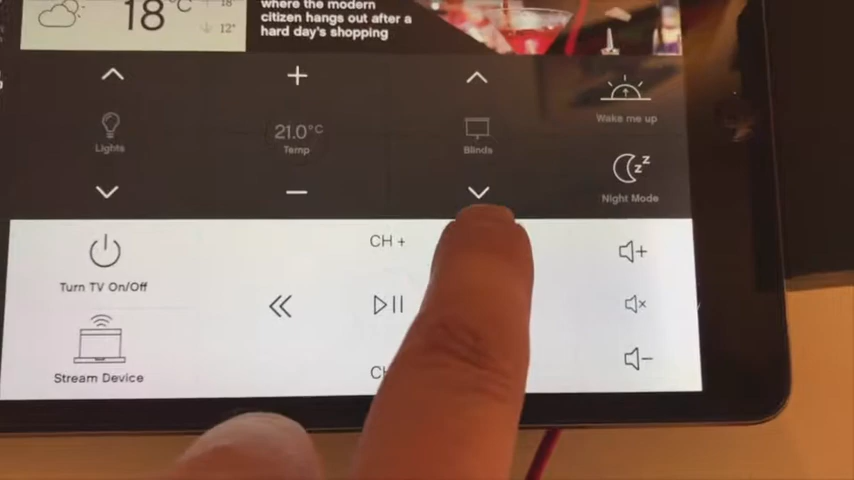 18°C
18
12°
where the modern
citizen hangs out after a
hard day's shopping.
Lights
21.0°C
Temp
Blinds
Wake me up
Night Mode
Turn TV On/Off
CH +
Stream Device